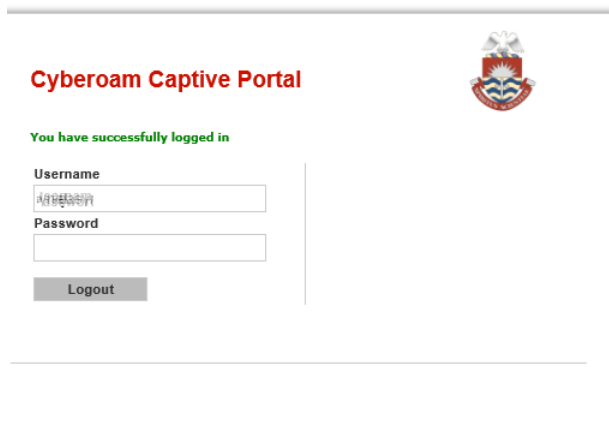 Cyberoam Captive Portal
You have successfully logged in
Username
Password
Logout